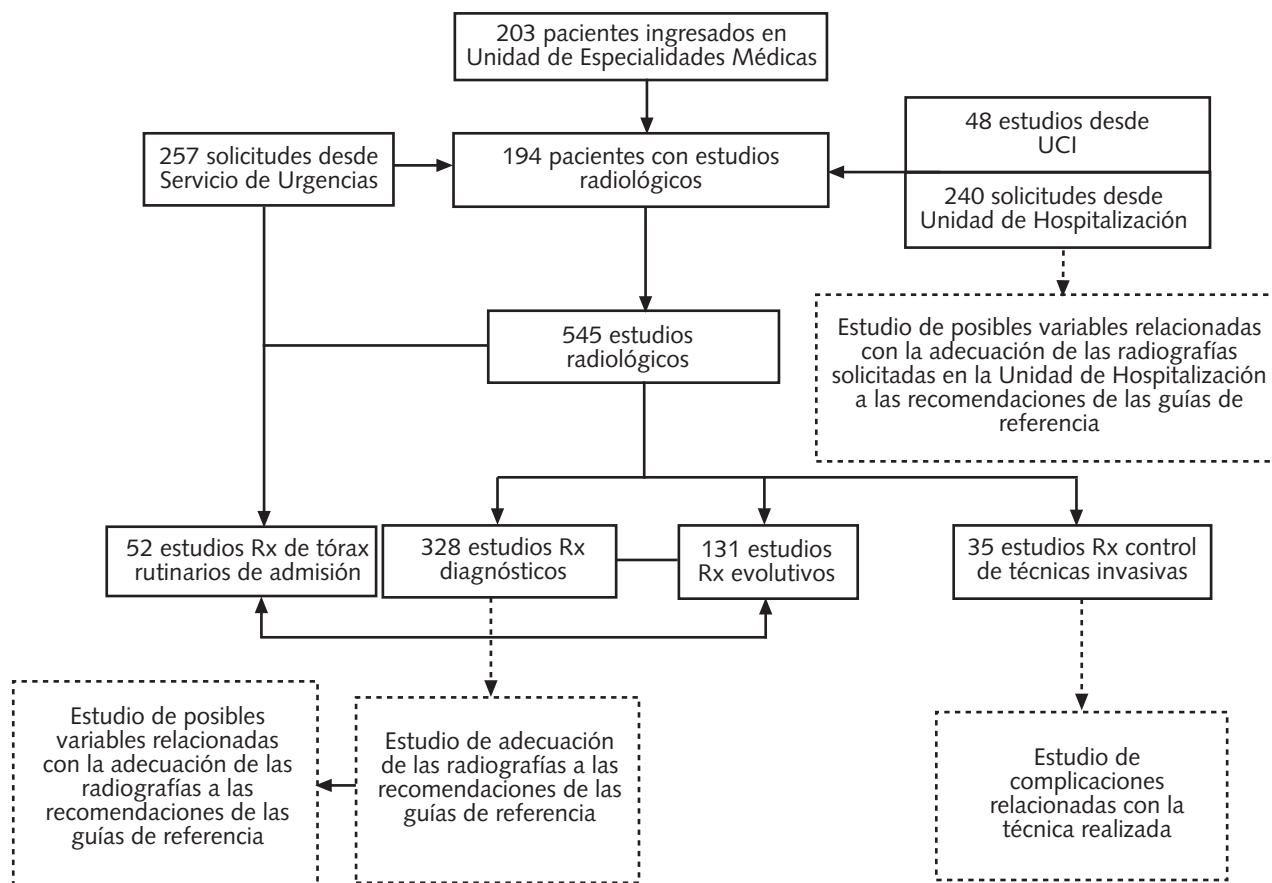 203 pacientes ingresados en
Unidad de Especialidades Médicas
257 solicitudes desde
Servicio de Urgencias
194 pacientes con estudios
radiológicos
48 estudios desde
UCI
240 solicitudes desde
Unidad de Hospitalización
545 estudios
radiológicos
Estudio de posibles variables relacionadas
con la adecuación de las radiografías
solicitadas en la Unidad de Hospitalización
a las recomendaciones de las guías de
referencia
52 estudios Rx de tórax
rutinarios de admisión
328 estudios Rx
diagnósticos
131 estudios
Rx evolutivos
35 estudios Rx control
de técnicas invasivas
Estudio de posibles
variables relacionadas
con la adecuación de las
radiografías a las
recomendaciones de las
guías de referencia
Estudio de adecuación
de las radiografías a las
recomendaciones de las
guías de referencia
Estudio de
complicaciones
relacionadas con la
técnica realizada